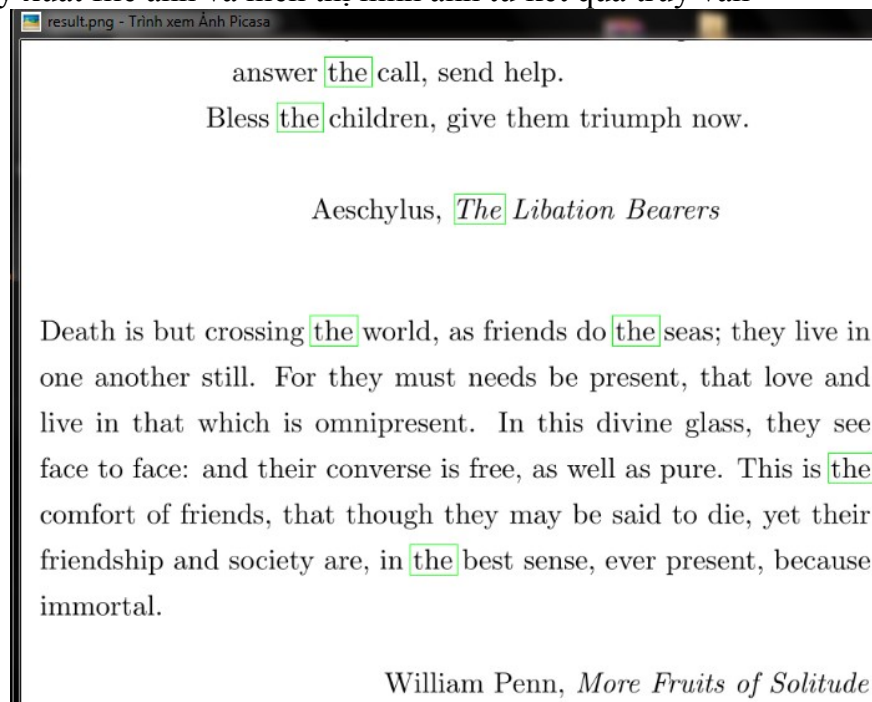 result.png - Trình xem Ảnh Picasa
answer the call, send help.
Bless the children, give them triumph now.
Aeschylus, The Libation Bearers
Death is but crossing the world, as friends do the seas; they live in
one another still. For they must needs be present, that love and
live in that which is omnipresent. In this divine glass, they see
face to face: and their converse is free, as well as pure. This is the
comfort of friends, that though they may be said to die, yet their
friendship and society are, in the best sense, ever present, because
immortal.
William Penn, More Fruits of Solitude